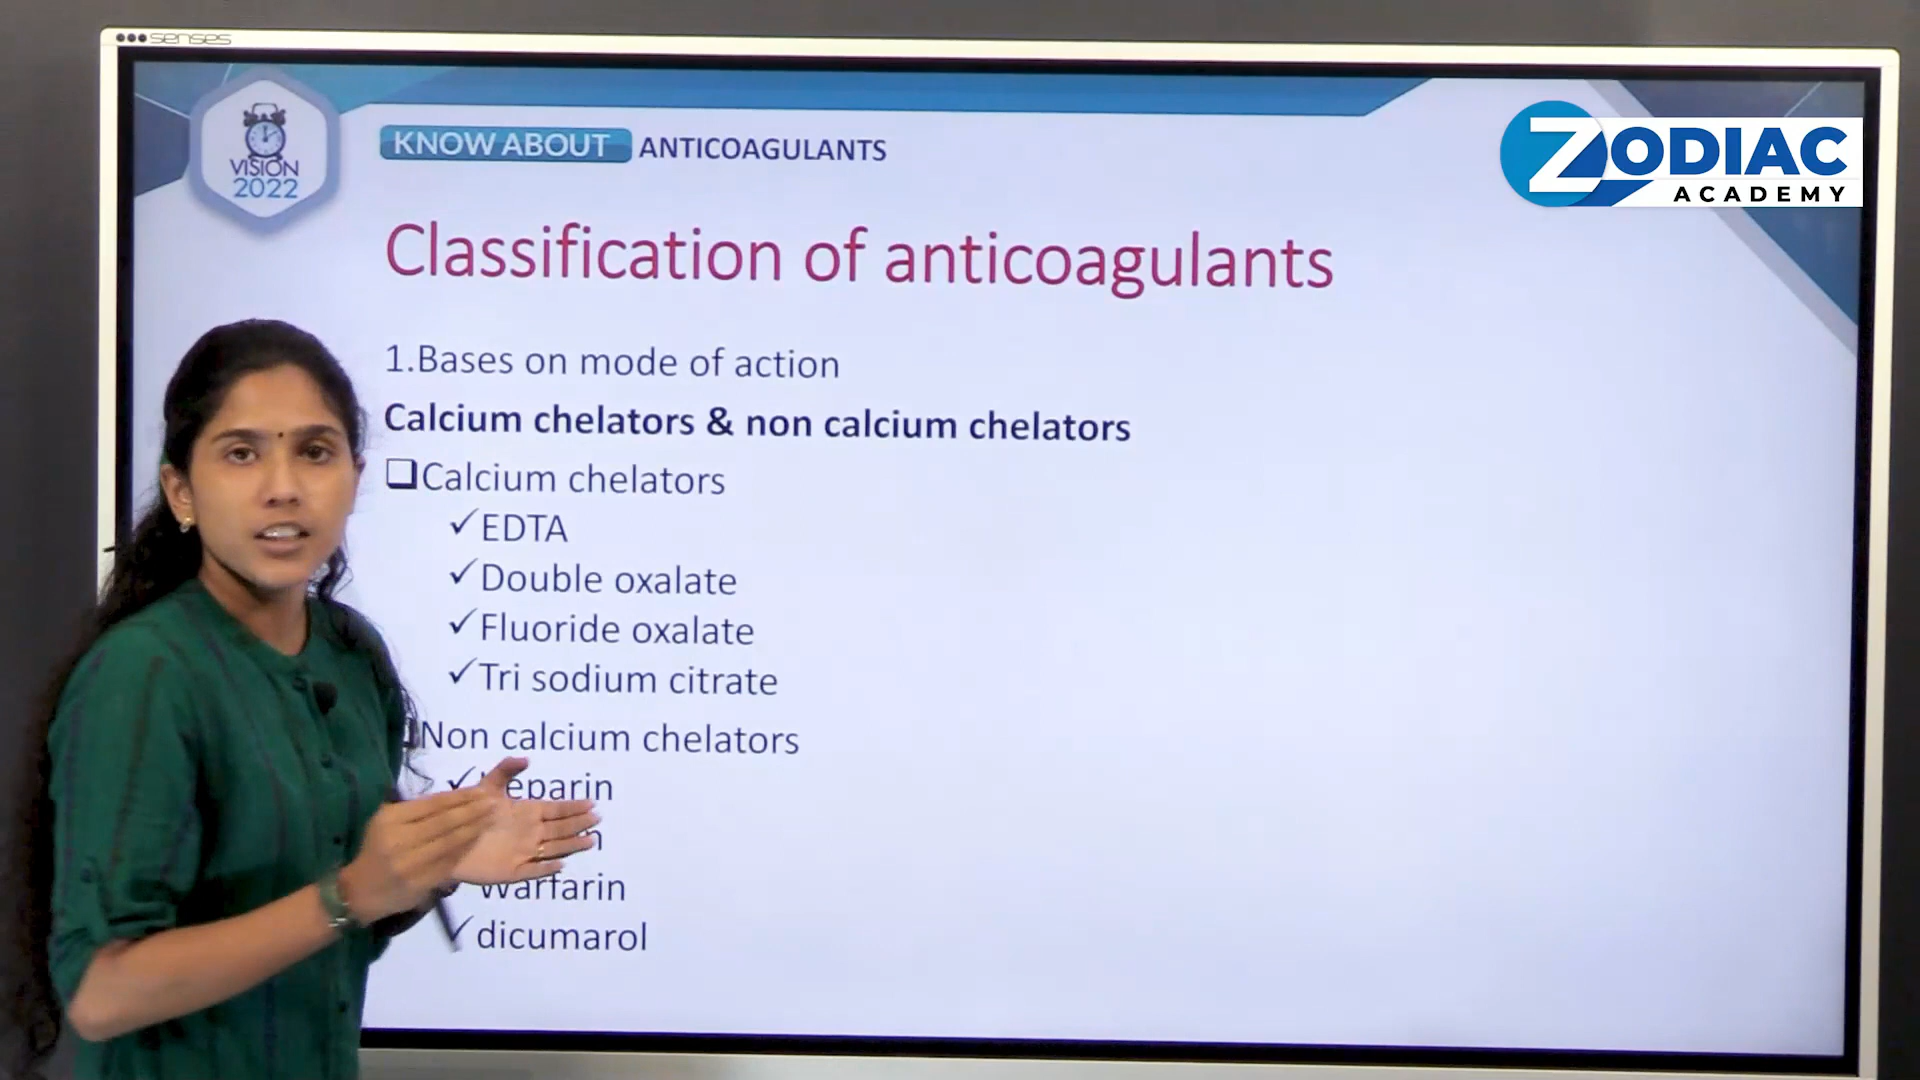 senses
VISION
2022
KNOW ABOUT ANTICOAGULANTS
ZODIAC
ACADEMY
Classification of anticoagulants
1.Bases on mode of action
Calcium chelators & non calcium chelators
Calcium chelators
✓EDTA
✓Double oxalate
✓Fluoride oxalate
✓Tri sodium citrate
Non calcium chelators
✓
Warfarin
✓dicumarol